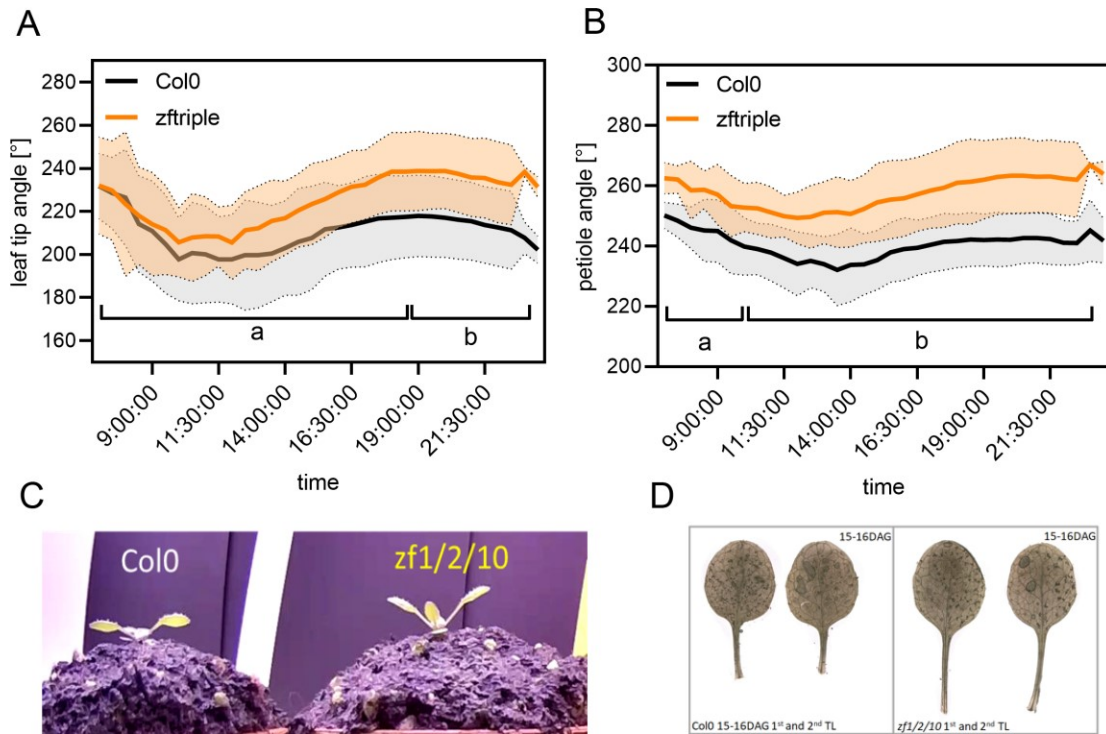 A
280
260
240
220
200
180
160
leaf tip angle [°]
Col0
zftriple
a
b
9:00:00
11:30:00
14:00:00
16:30:00
19:00:00
21:30:00
time
B
300
280
260
240
220
200
petiole angle [°]
Col0
zftriple
a
b
9:00:00
11:30:00
14:00:00
16:30:00
19:00:00
21:30:00
time
C
Col0
zf1/2/10
D
15-16DAG
Col0 15-16DAG 1st and 2nd TL
15-16DAG
zf1/2/10 1st and 2nd TL